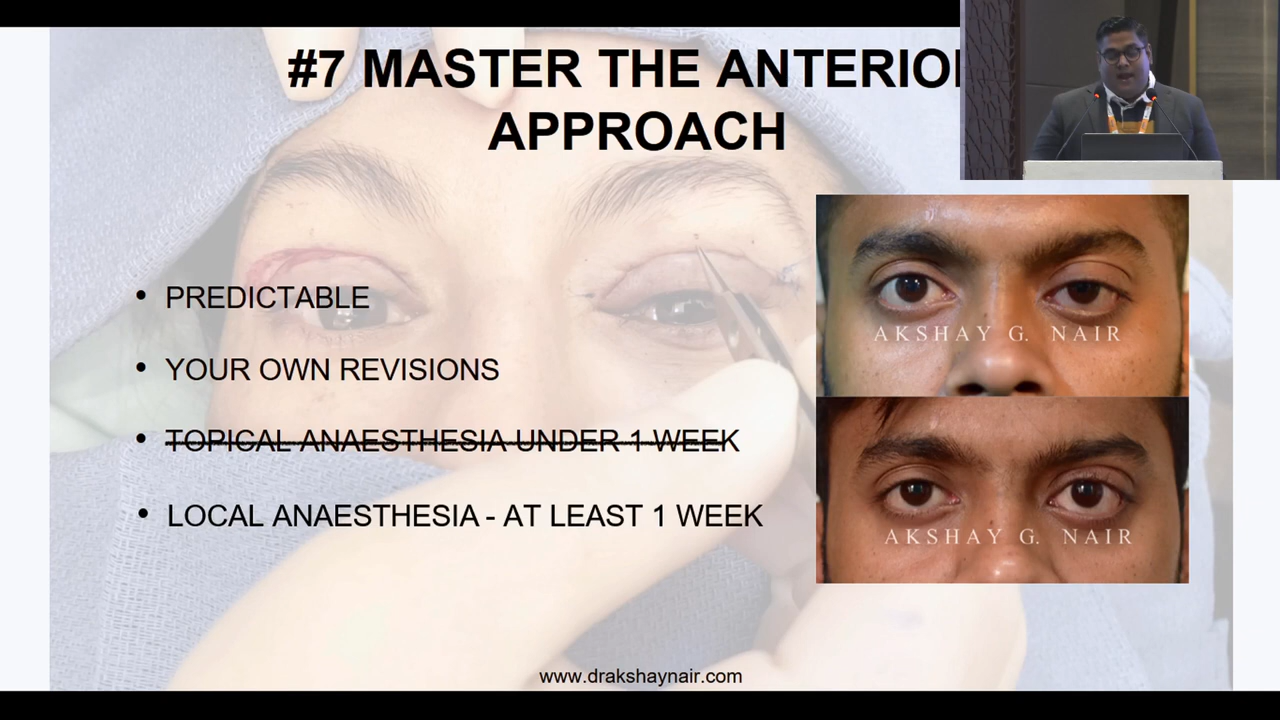 #7 MASTER THE ANTERIO
APPROACH
• PREDICTABLE
• YOUR OWN REVISIONS
• TOPICAL ANAESTHESIA UNDER 1 WEEK
• LOCAL ANAESTHESIA - AT LEAST 1 WEEK
AKSHAY G. NAIR
AKSHAY G. NAIR
www.drakshaynair.com